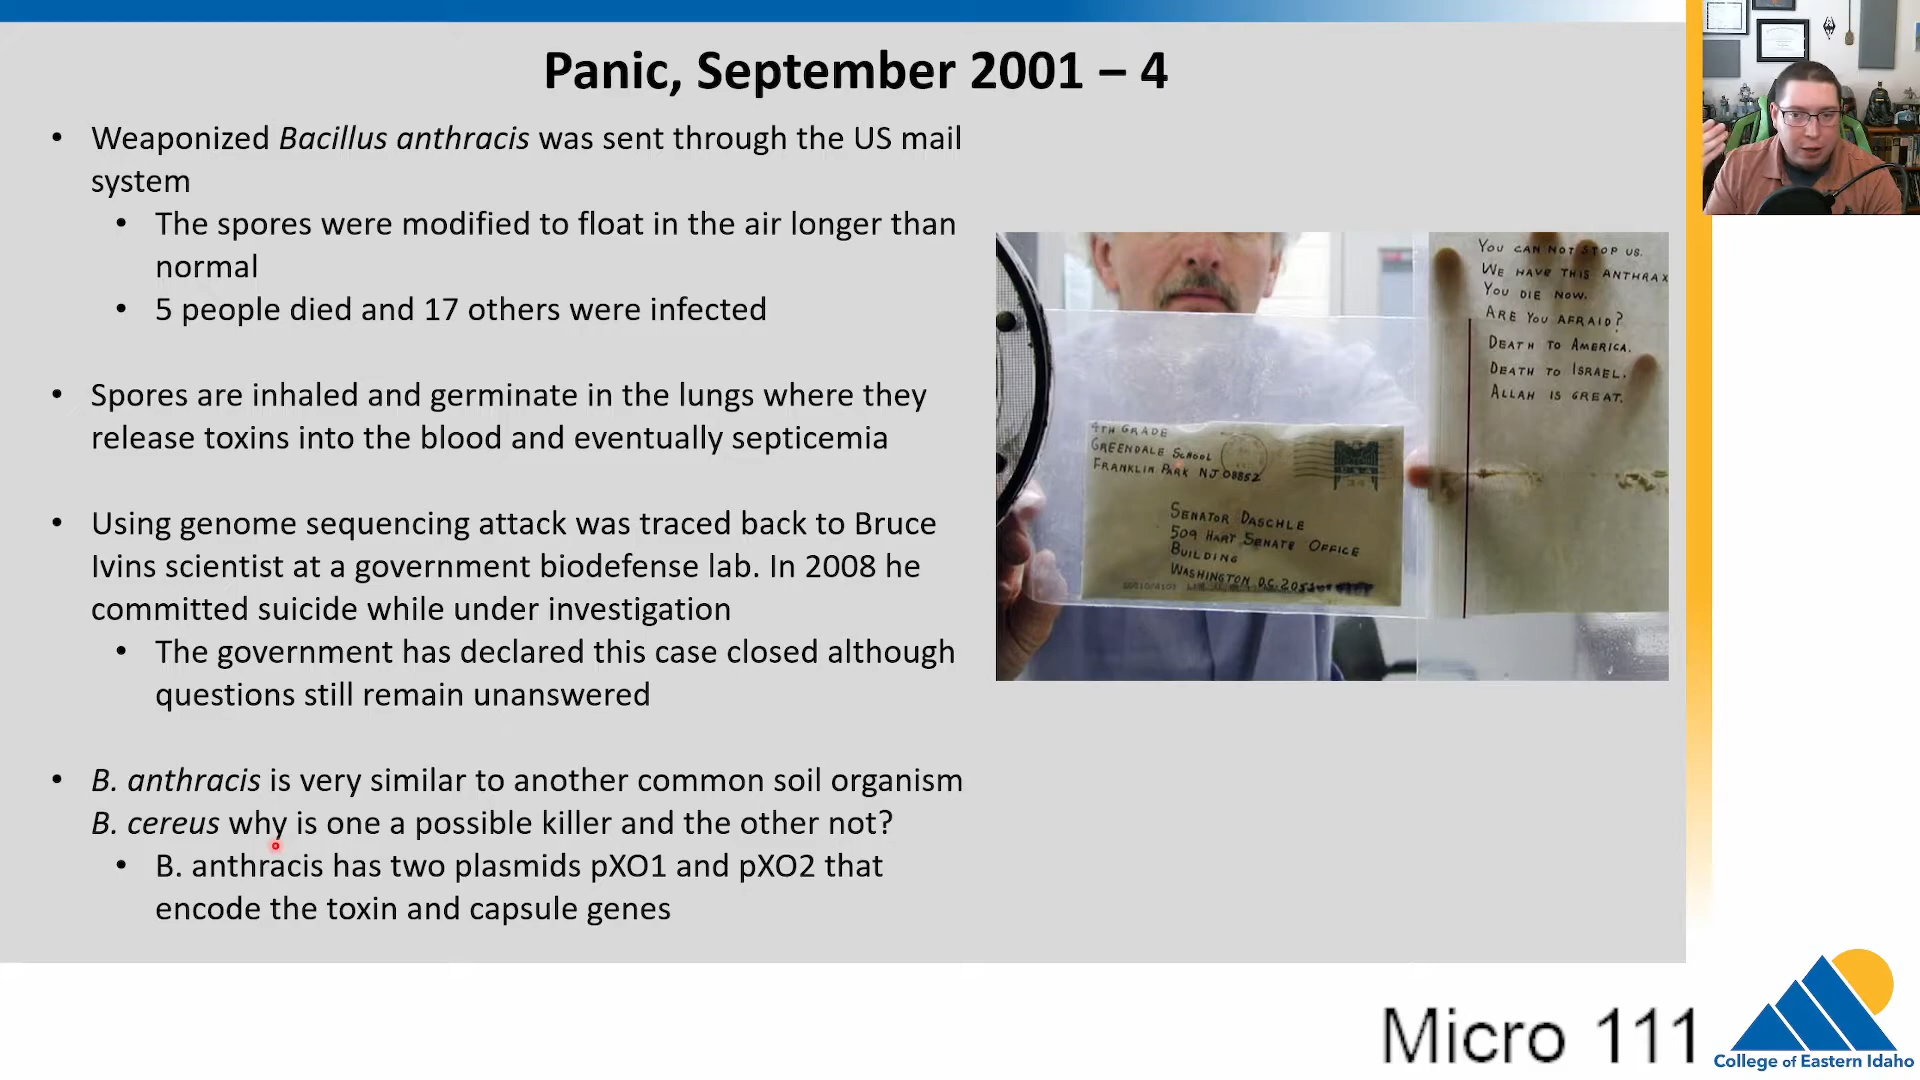 Panic, September 2001 – 4
• Weaponized Bacillus anthracis was sent through the US mail
system
• The spores were modified to float in the air longer than
normal
• 5 people died and 17 others were infected
• Spores are inhaled and germinate in the lungs where they
release toxins into the blood and eventually septicemia
• Using genome sequencing attack was traced back to Bruce
Ivins scientist at a government biodefense lab. In 2008 he
committed suicide while under investigation
• The government has declared this case closed although
questions still remain unanswered
• B. anthracis is very similar to another common soil organism
B. cereus why is one a possible killer and the other not?
• B. anthracis has two plasmids pXO1 and pXO2 that
encode the toxin and capsule genes
4TH GRADE
GREENDALE SCHOOL
FRANKLIN PARK NJ 08852
SENATOR DASCHLE
509 HART SENATE OFFICE
BUILDING
WASHINGTON D.C.
YOU CAN NOT STOP US.
WE HAVE THIS ANTHRAX
YOU DIE NOW.
ARE YOU AFRAID?
DEATH TO AMERICA.
DEATH TO ISRAEL.
ALLAH IS GREAT.
Micro 111
College of Eastern Idaho